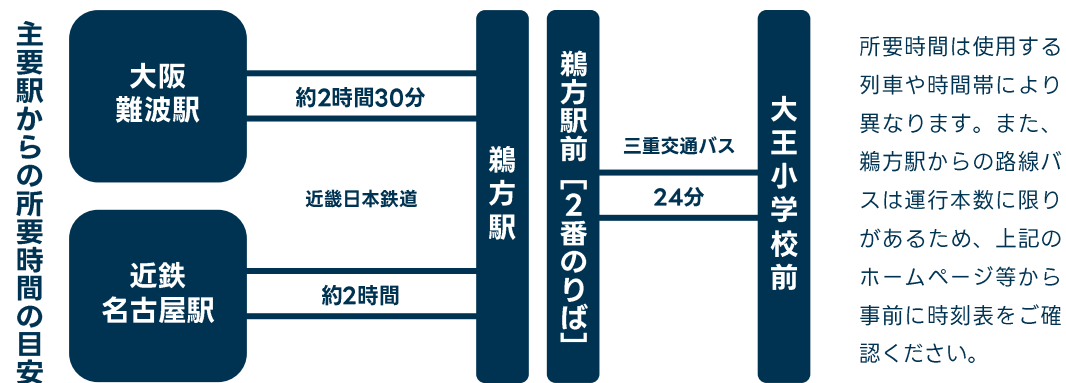 主要駅からの所要時間の目安
大阪
難波駅
約2時間30分
近畿日本鉄道
近鉄
名古屋駅
約2時間
鵜方駅
鵜方駅前［2番のりば］
三重交通バス
24分
大王小学校前
所要時間は使用する
列車や時間帯により
異なります。また、
鵜方駅からの路線バ
スは運行本数に限り
があるため、上記の
ホームページ等から
事前に時刻表をご確
認ください。